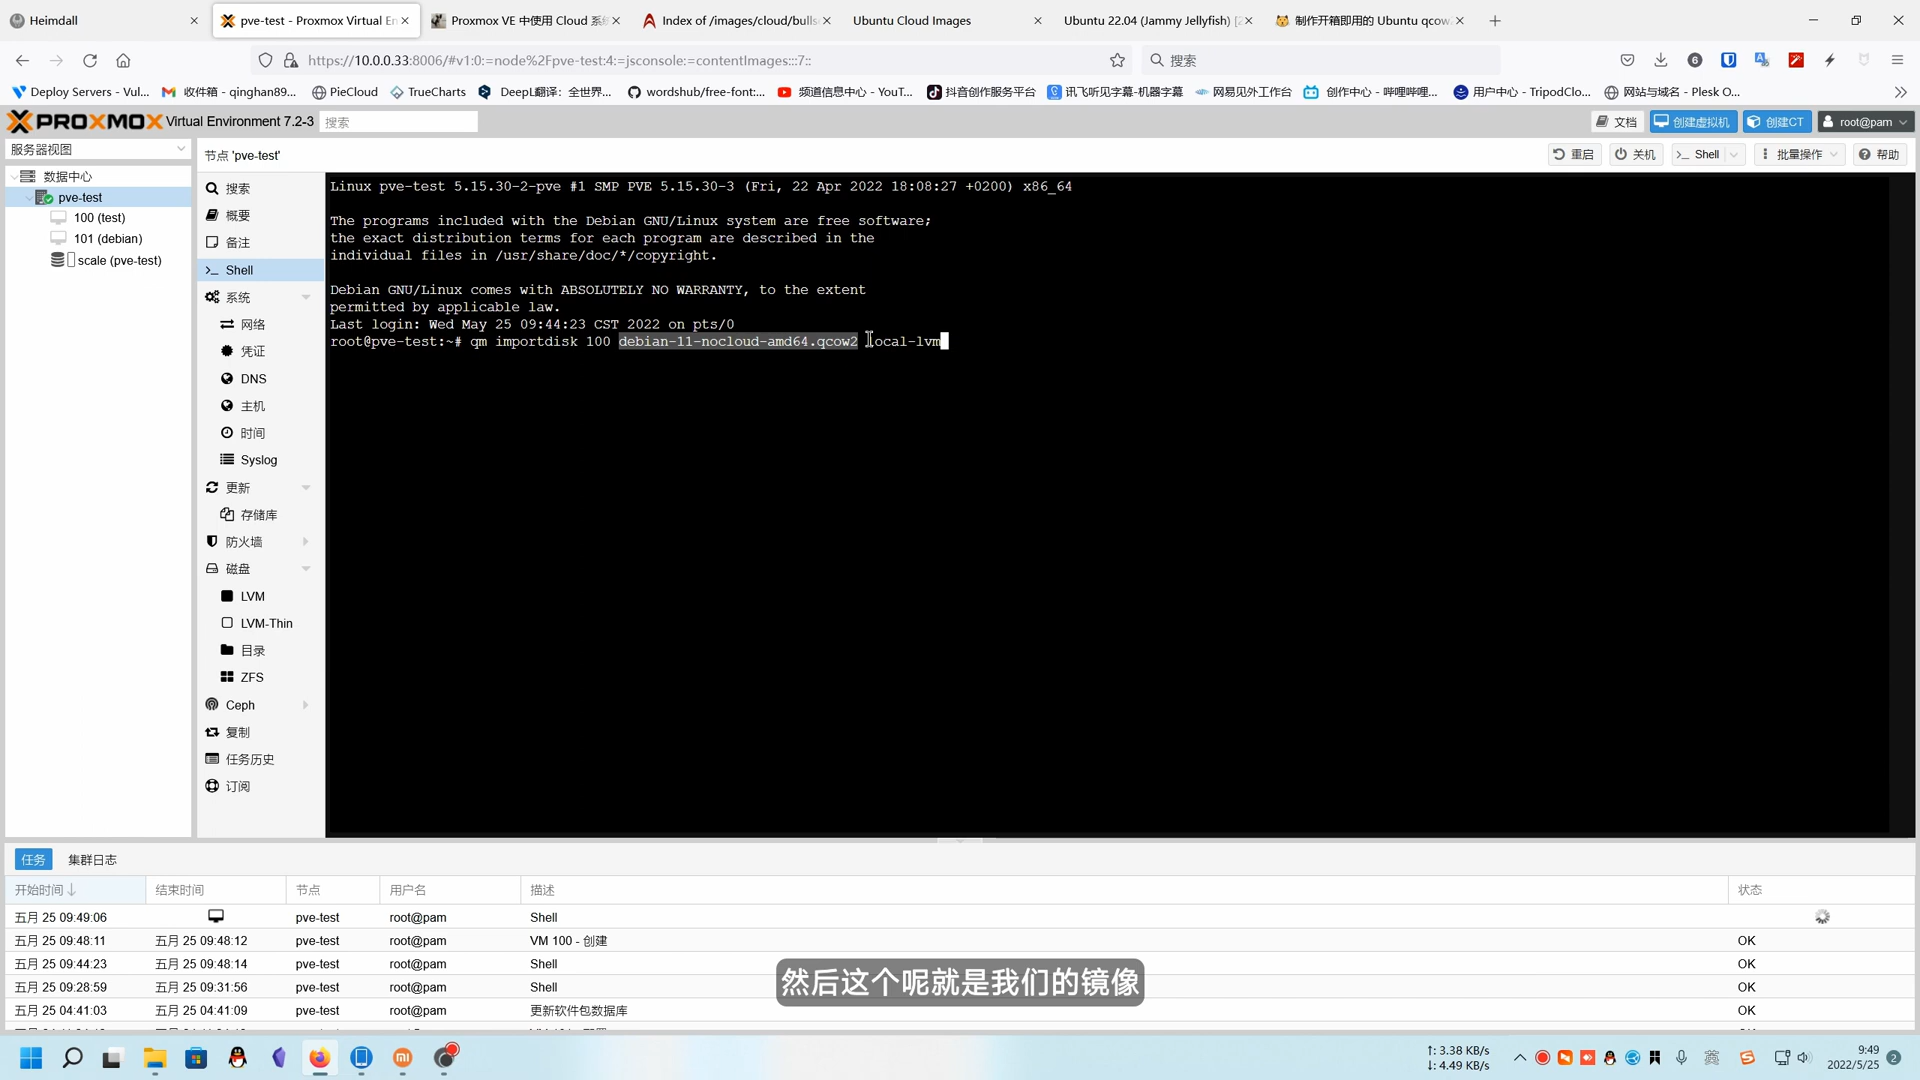 Heimdall
pve-test - Proxmox Virtual En
Proxmox VE 中使用 Cloud 系统
Index of /images/cloud/bullse
Ubuntu Cloud Images
Ubuntu 22.04 (Jammy Jellyfish) [2
制作开箱即用的 Ubuntu qcow
https://10.0.0.33:8006/#v1:0:=node%2Fpve-test:4:=jsconsole:=contentImages:::7::
搜索
Deploy Servers - Vul...
收件箱 - qinghan89...
PieCloud
TrueCharts
DeepL翻译：全世界...
wordshub/free-font:...
频道信息中心 - YouT...
抖音创作服务平台
讯飞听见字幕-机器字幕
网易见外工作台
创作中心 - 哔哩哔哩...
用户中心 - TripodClo...
网站与域名 - Plesk O...
PROXMOX Virtual Environment 7.2-3
搜索
文档
创建虚拟机
创建CT
root@pam
服务器视图
节点 'pve-test'
重启
关机
Shell
批量操作
帮助
数据中心
pve-test
100 (test)
101 (debian)
scale (pve-test)
搜索
概要
备注
Shell
系统
网络
凭证
DNS
主机
时间
Syslog
更新
存储库
防火墙
磁盘
LVM
LVM-Thin
目录
ZFS
Ceph
复制
任务历史
订阅
Linux pve-test 5.15.30-2-pve #1 SMP PVE 5.15.30-3 (Fri, 22 Apr 2022 18:08:27 +0200) x86_64
The programs included with the Debian GNU/Linux system are free software;
the exact distribution terms for each program are described in the
individual files in /usr/share/doc/*/copyright.
Debian GNU/Linux comes with ABSOLUTELY NO WARRANTY, to the extent
permitted by applicable law.
Last login: Wed May 25 09:44:23 CST 2022 on pts/0
root@pve-test:~# qm importdisk 100 debian-11-nocloud-amd64.qcow2 local-lvm
任务
集群日志
开始时间 结束时间 节点 用户名 描述 状态
五月 25 09:49:06 pve-test root@pam Shell
五月 25 09:48:11 五月 25 09:48:12 pve-test root@pam VM 100 - 创建 OK
五月 25 09:44:23 五月 25 09:48:14 pve-test root@pam Shell OK
五月 25 09:28:59 五月 25 09:31:56 pve-test root@pam Shell OK
五月 25 04:41:03 五月 25 04:41:09 pve-test root@pam 更新软件包数据库 OK
然后这个呢就是我们的镜像
↑: 3.38 KB/s
↓: 4.49 KB/s
英
9:49
2022/5/25
2